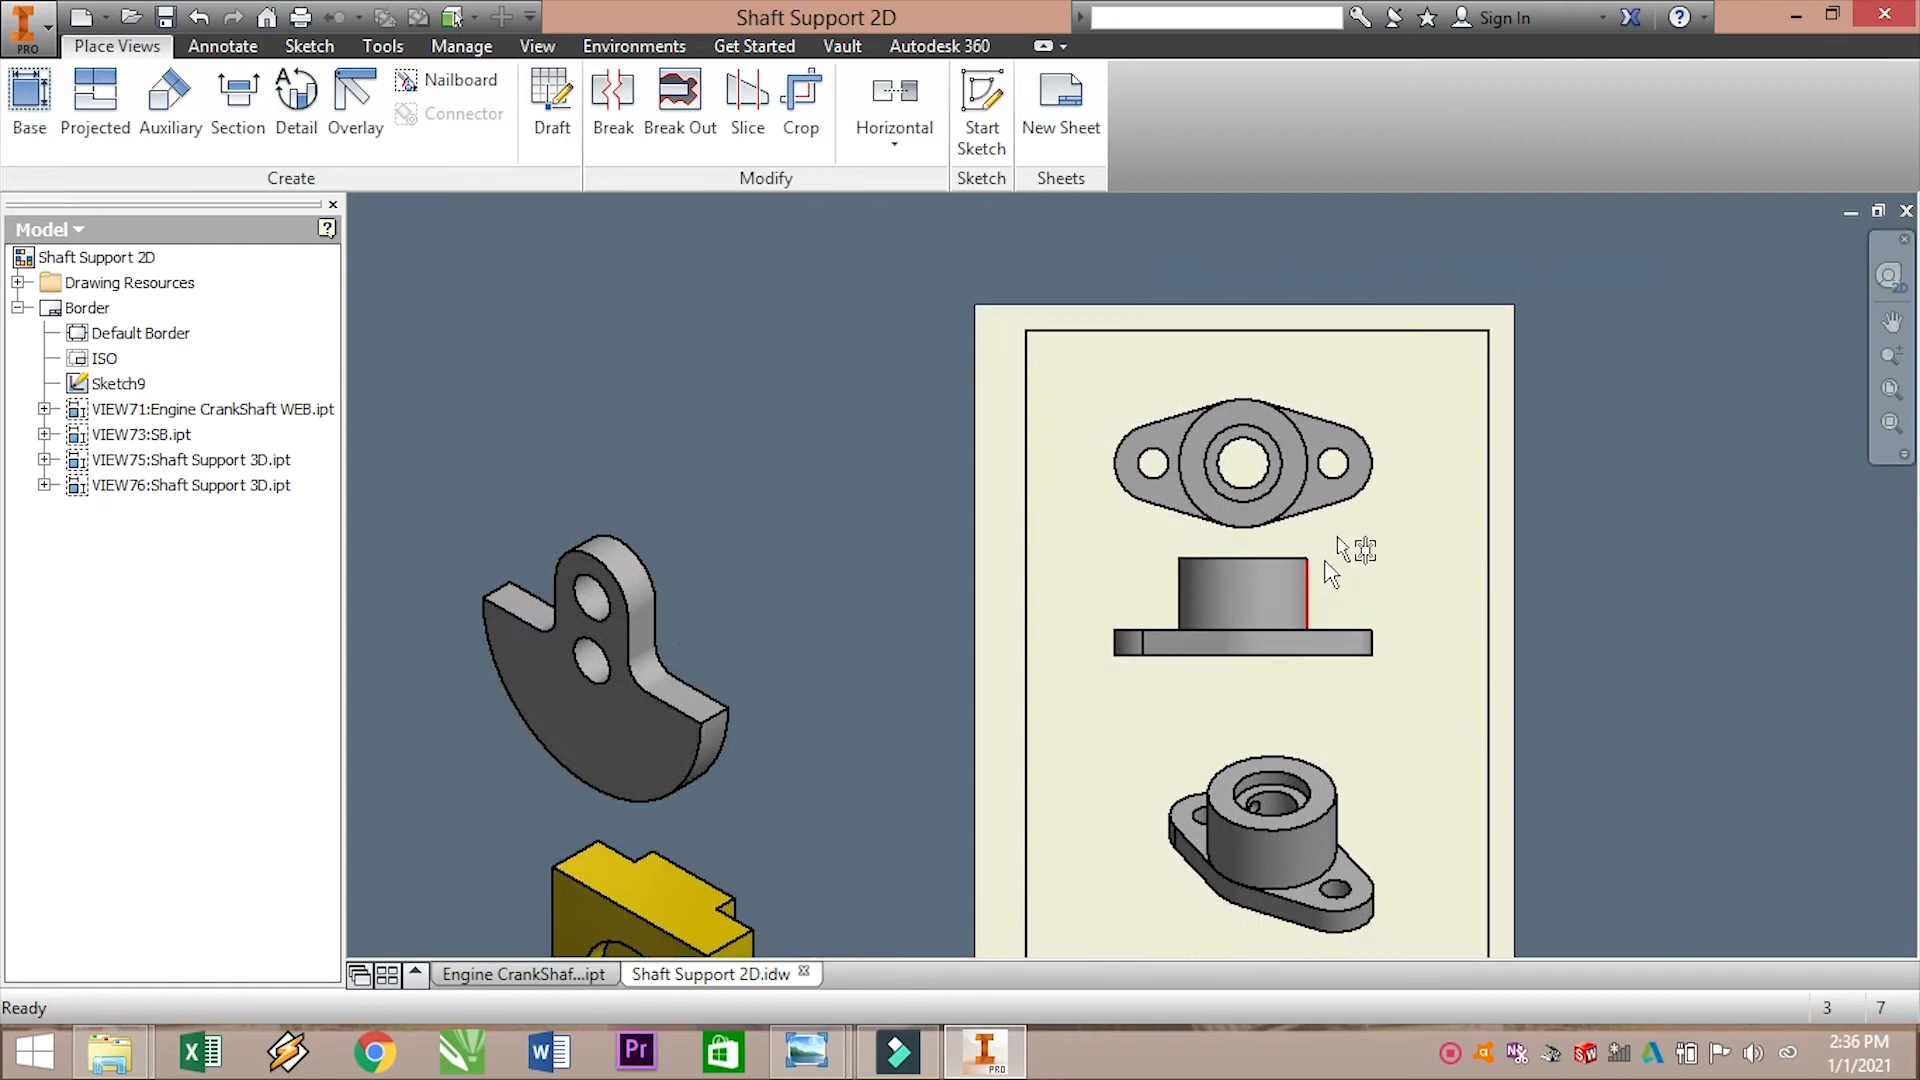 Shaft Support 2D
Sign In
PRO
Place Views
Annotate
Sketch
Tools
Manage
View
Environments
Get Started
Vault
Autodesk 360
Base
Projected
Auxiliary
Section
Detail
Overlay
Nailboard
Connector
Draft
Break
Break Out
Slice
Crop
Horizontal
Start
Sketch
New Sheet
Create
Modify
Sketch
Sheets
Model
Shaft Support 2D
Drawing Resources
Border
Default Border
ISO
Sketch9
VIEW71:Engine CrankShaft WEB.ipt
VIEW73:SB.ipt
VIEW75:Shaft Support 3D.ipt
VIEW76:Shaft Support 3D.ipt
2D
Engine CrankShaf...ipt
Shaft Support 2D.idw
Ready
3
7
Pr
PRO
SW
2:36 PM
1/1/2021